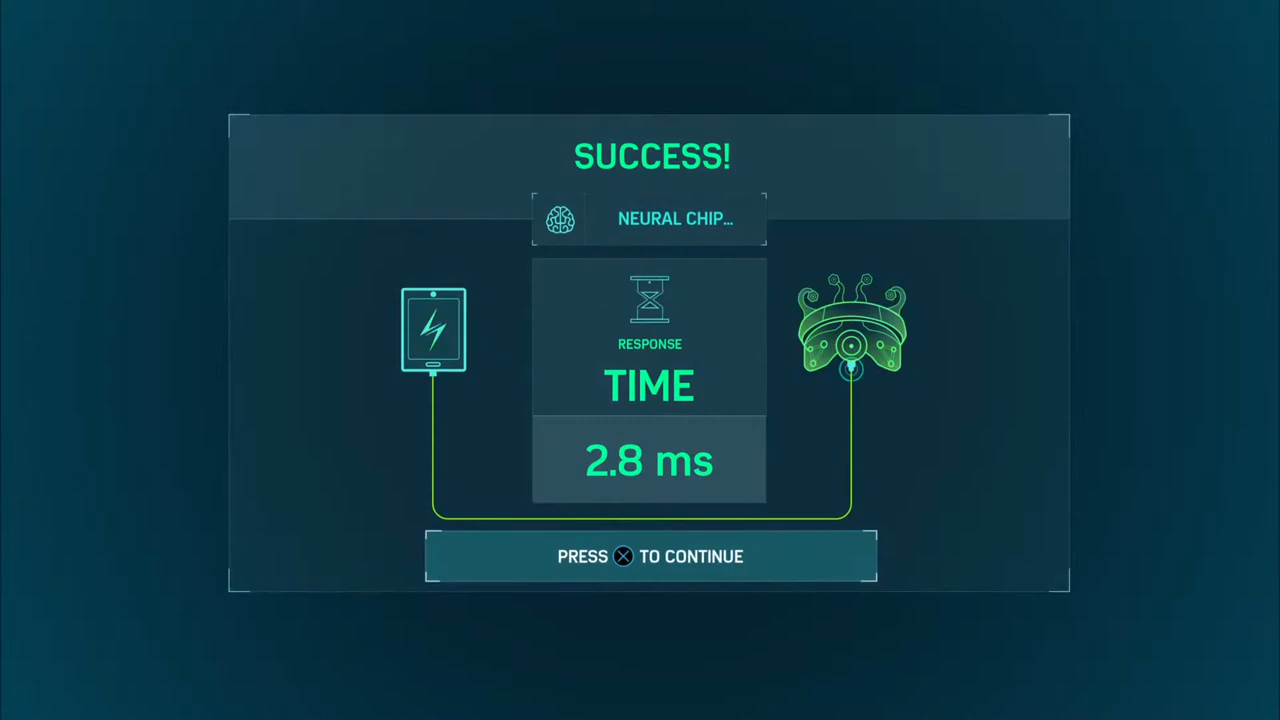 SUCCESS!
NEURAL CHIP...
RESPONSE
TIME
2.8 ms
PRESS TO CONTINUE